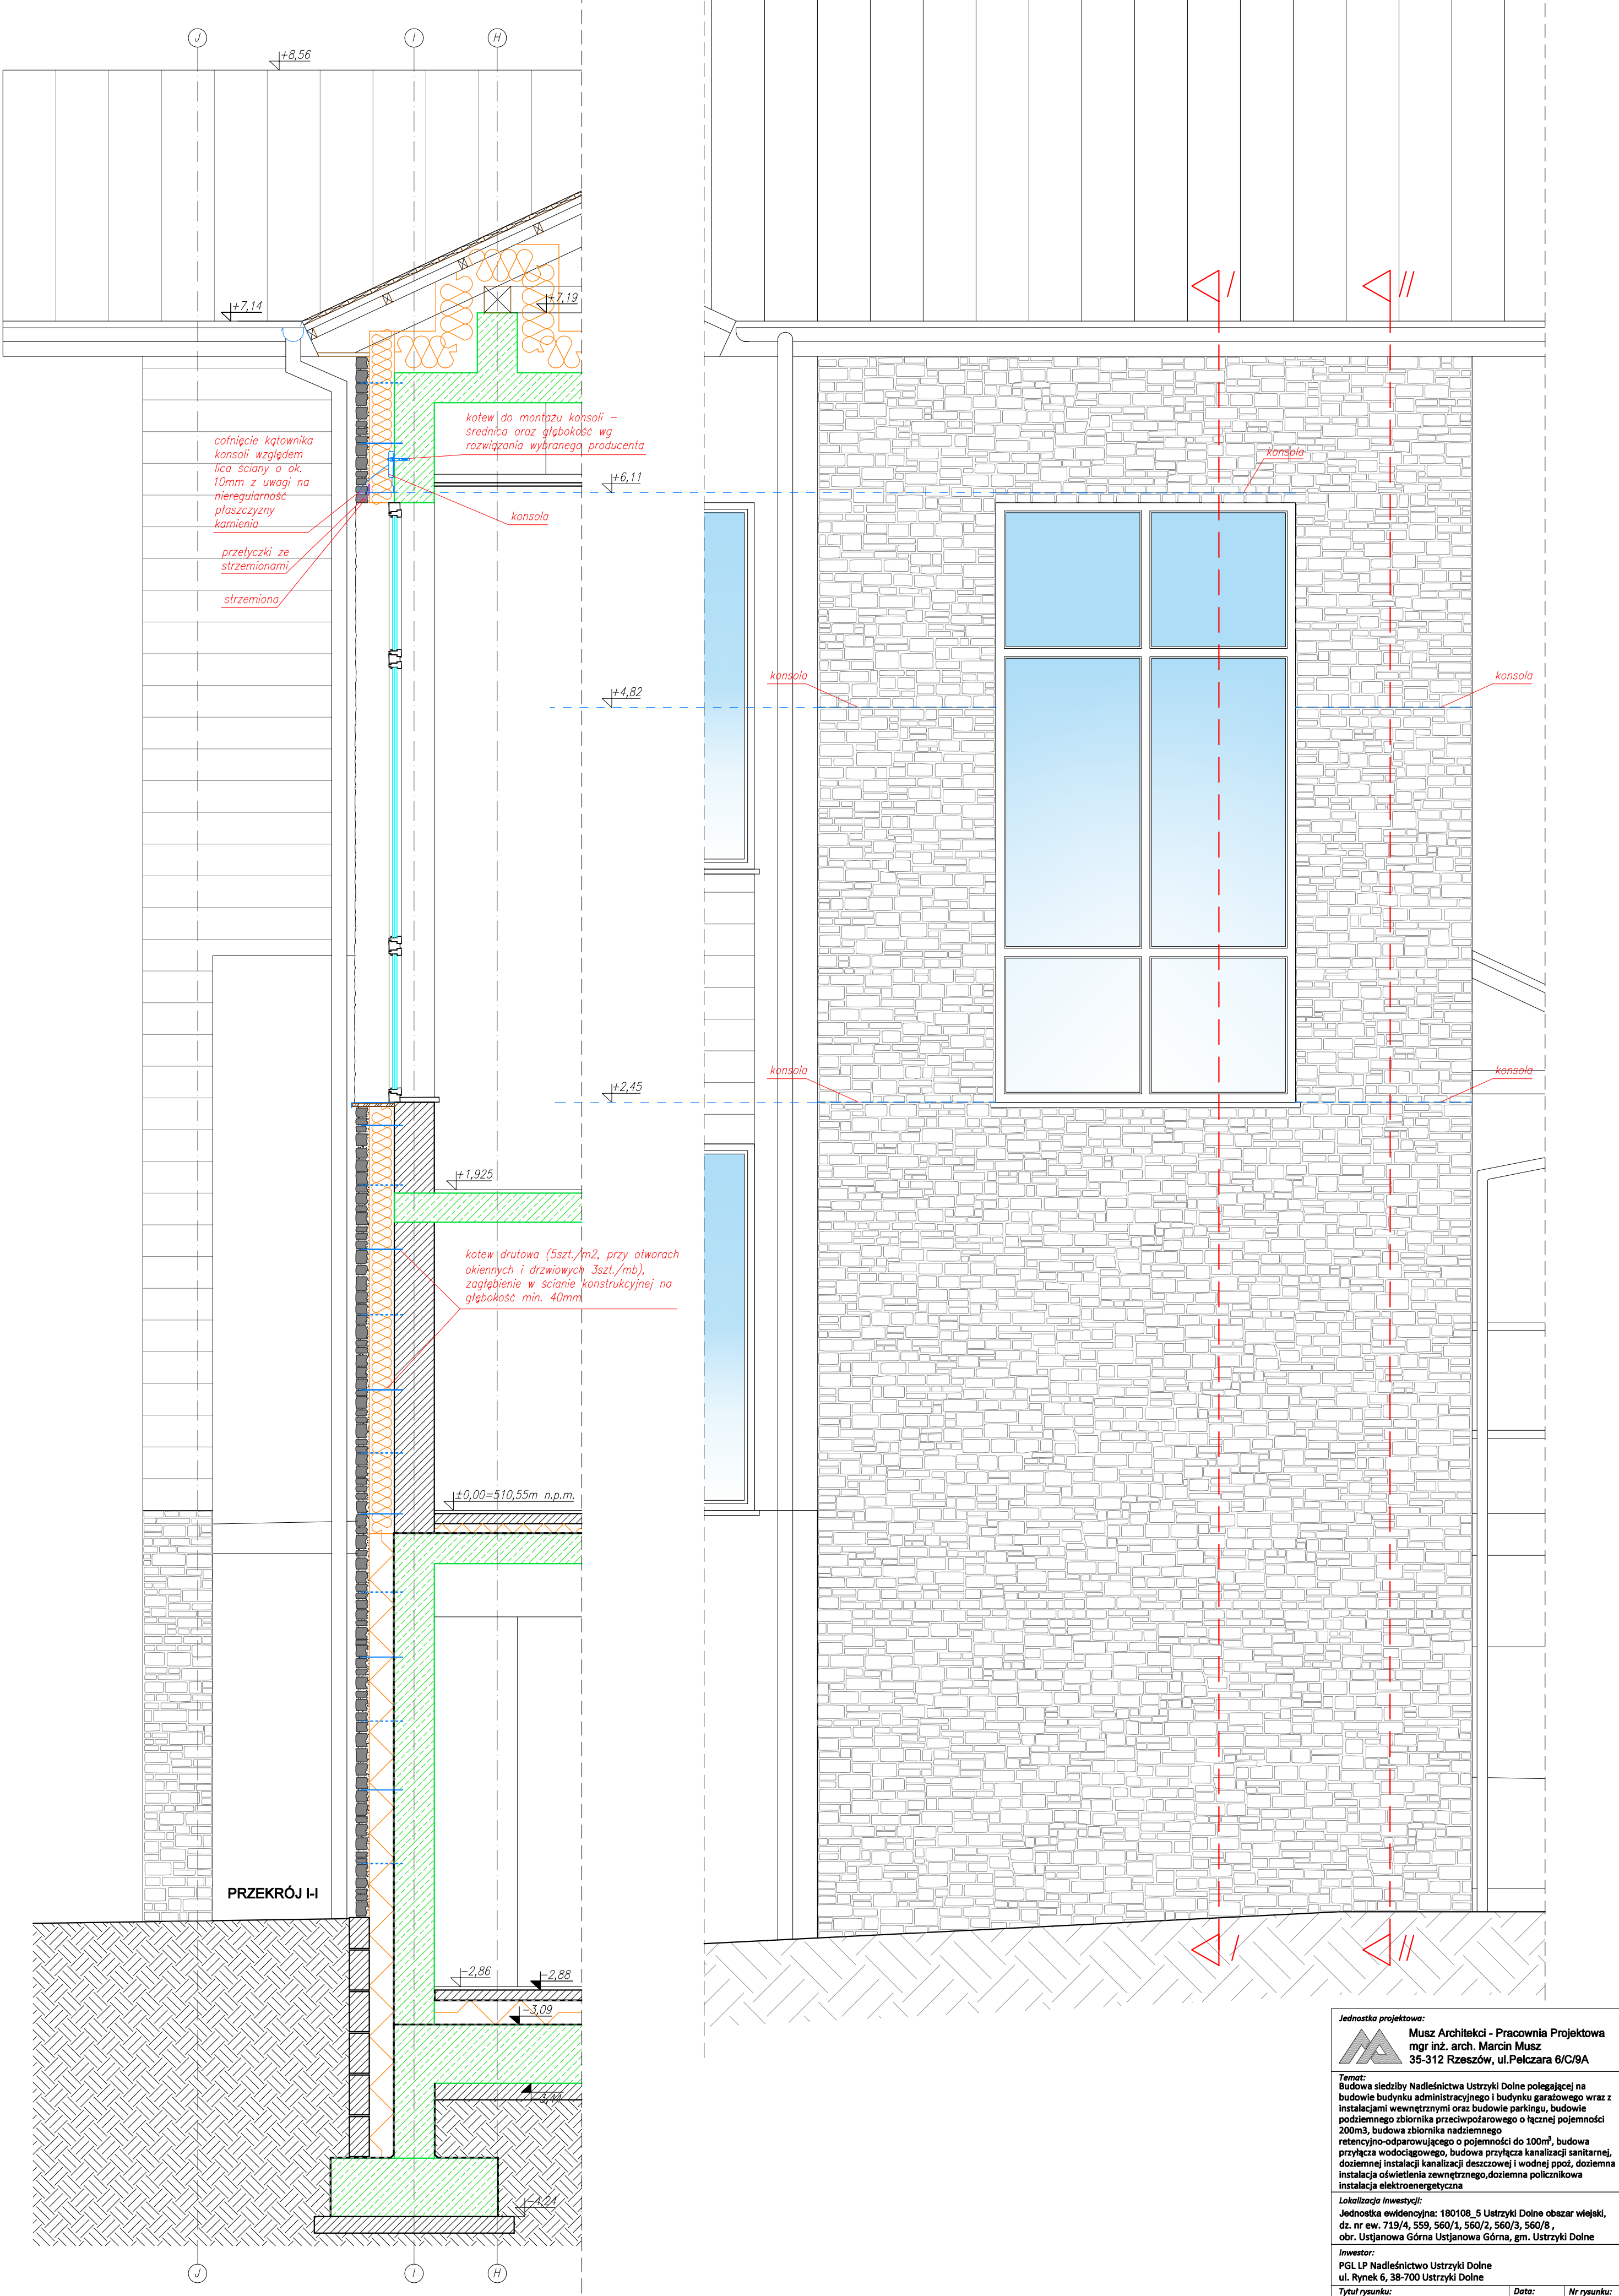 J
I
H
+8,56
+7,14
+7,19
I
II
kotew do montażu konsoli –
średnica oraz głębokość wg
rozwiązania wybranego producenta
cofnięcie kątownika
konsoli względem
lica ściany o ok.
10mm z uwagi na
nieregularność
płaszczyzny
kamienia
konsola
przetyczki ze
strzemionami
strzemiona
+6,11
konsola
+4,82
konsola
konsola
+2,45
konsola
konsola
+1,925
kotew drutowa (5szt./m2, przy otworach
okiennych i drzwiowych 3szt./mb),
zagłębienie w ścianie konstrukcyjnej na
głębokość min. 40mm
±0,00=510,55m n.p.m.
PRZEKRÓJ I-I
-2,86
-2,88
-3,09
-3,44
-4,24
I
II
J
I
H
Jednostka projektowa:
Musz Architekci - Pracownia Projektowa
mgr inż. arch. Marcin Musz
35-312 Rzeszów, ul.Pelczara 6/C/9A
Temat:
Budowa siedziby Nadleśnictwa Ustrzyki Dolne polegającej na
budowie budynku administracyjnego i budynku garażowego wraz z
instalacjami wewnętrznymi oraz budowie parkingu, budowie
podziemnego zbiornika przeciwpożarowego o łącznej pojemności
200m3, budowa zbiornika nadziemnego
retencyjno-odparowującego o pojemności do 100m³, budowa
przyłącza wodociągowego, budowa przyłącza kanalizacji sanitarnej,
doziemnej instalacji kanalizacji deszczowej i wodnej ppoż, doziemna
instalacja oświetlenia zewnętrznego,doziemna policznikowa
instalacja elektroenergetyczna
Lokalizacja inwestycji:
Jednostka ewidencyjna: 180108_5 Ustrzyki Dolne obszar wiejski,
dz. nr ew. 719/4, 559, 560/1, 560/2, 560/3, 560/8 ,
obr. Ustjanowa Górna Ustjanowa Górna, gm. Ustrzyki Dolne
Inwestor:
PGL LP Nadleśnictwo Ustrzyki Dolne
ul. Rynek 6, 38-700 Ustrzyki Dolne
Tytuł rysunku: Data: Nr rysunku: